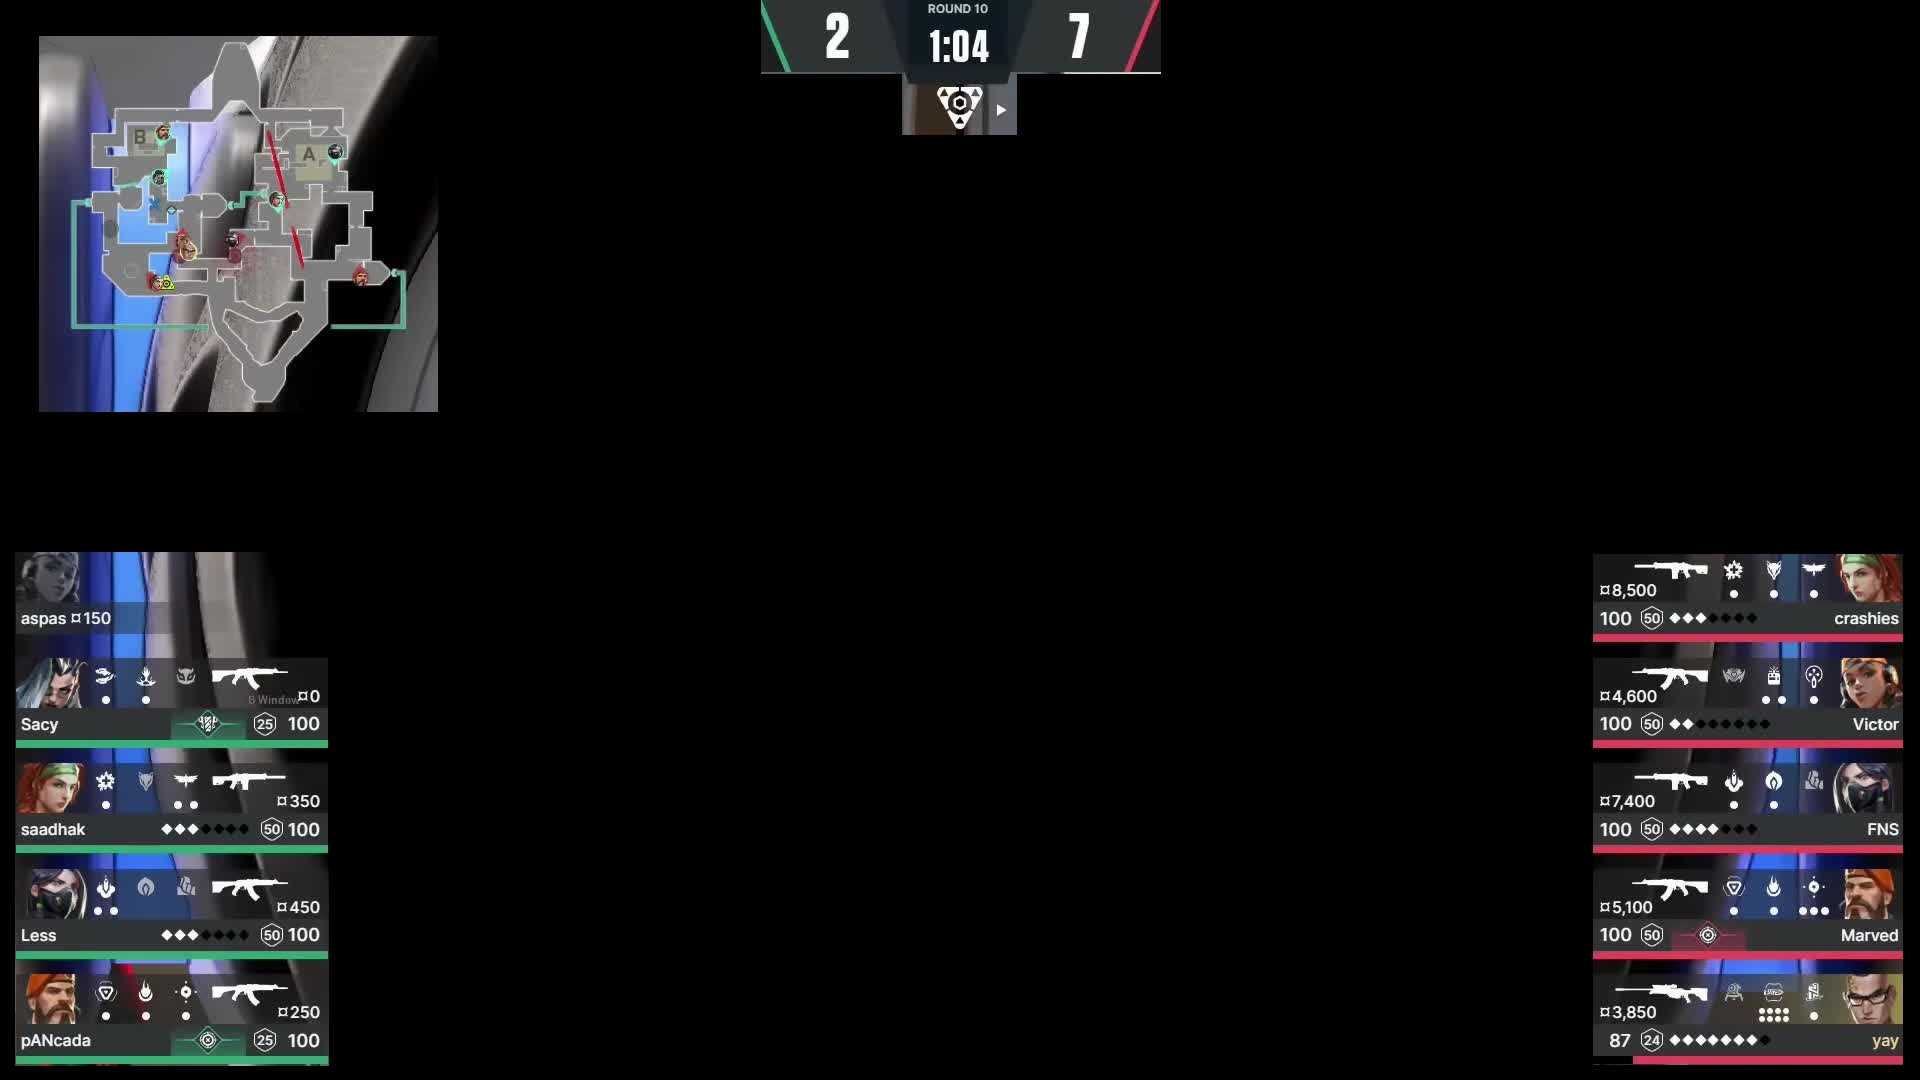 ROUND 10
2
1:04
7
B
A
aspas ¤150
B Window
¤0
Sacy
25 100
¤350
saadhak
50 100
¤450
Less
50 100
¤250
pANcada
25 100
¤8,500
100 50
crashies
¤4,600
100 50
Victor
¤7,400
100 50
FNS
¤5,100
100 50
Marved
¤3,850
87 24
yay